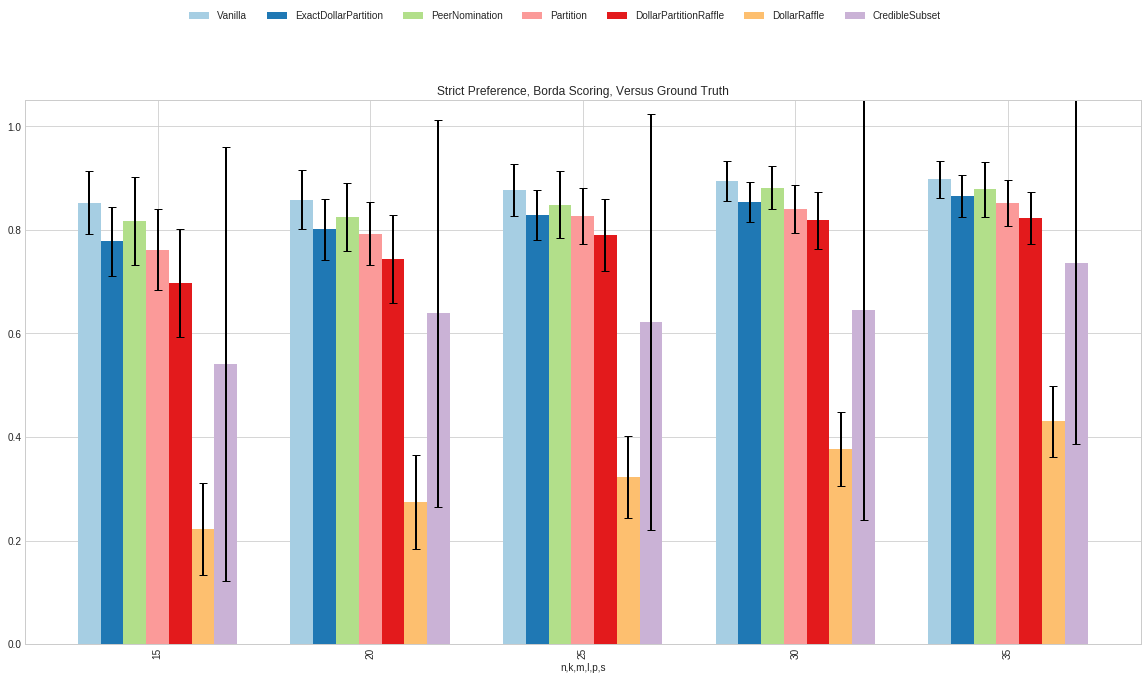 Vanilla ExactDollarPartition PeerNomination Partition DollarPartitionRaffle DollarRaffle CredibleSubset
Strict Preference, Borda Scoring, Versus Ground Truth
1.0
0.8
0.6
0.4
0.2
0.0
15 20 25 30 35
n,k,m,l,p,s